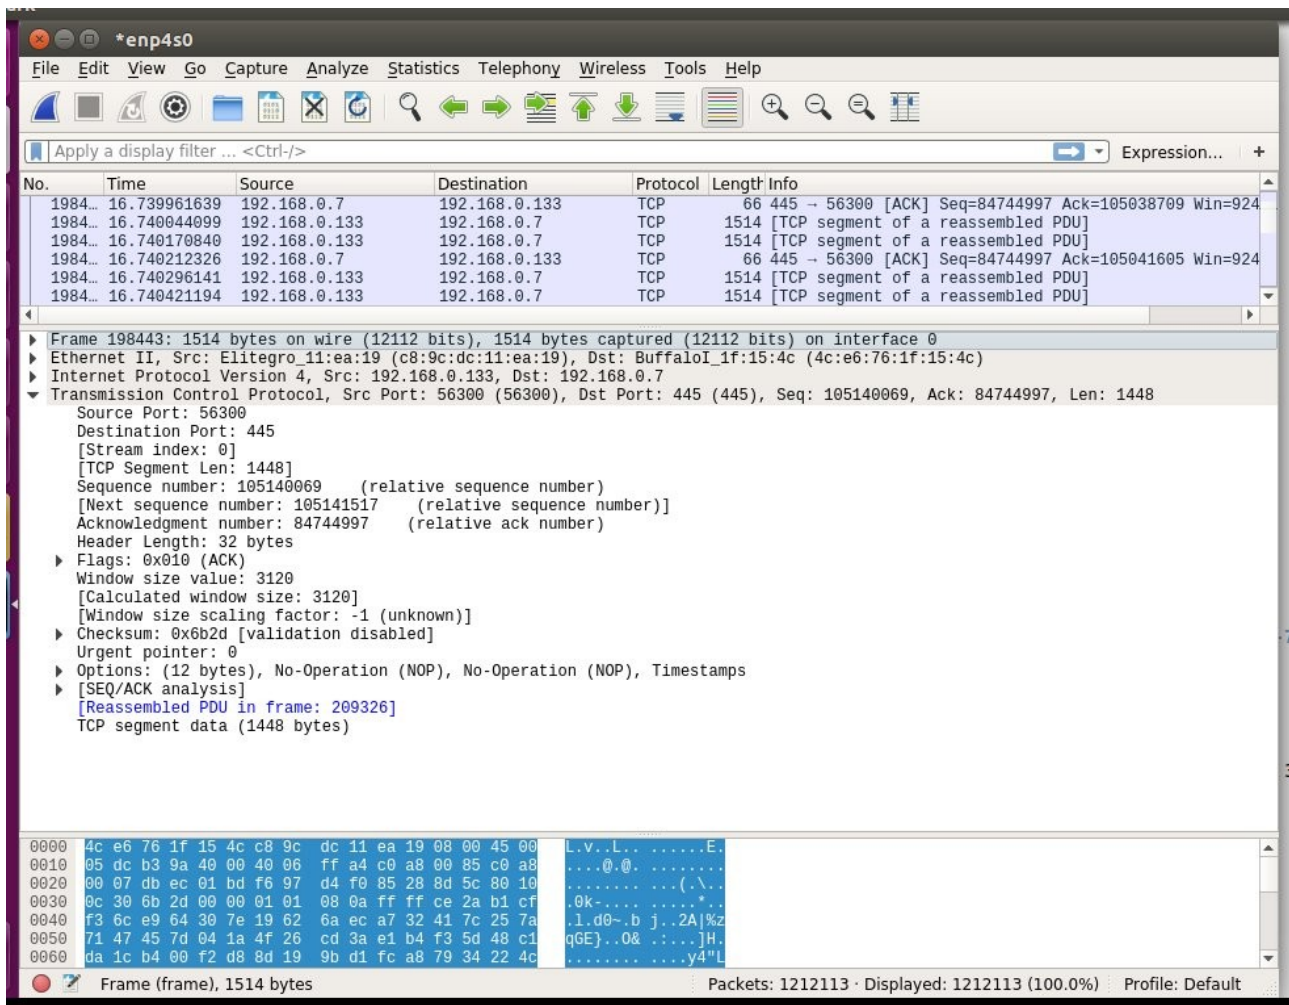 *enp4s0
File Edit View Go Capture Analyze Statistics Telephony Wireless Tools Help
Apply a display filter ... <Ctrl-/> Expression... +
No. Time Source Destination Protocol Length Info
1984… 16.739961639 192.168.0.7 192.168.0.133 TCP 66 445 → 56300 [ACK] Seq=84744997 Ack=105038709 Win=924
1984… 16.740044099 192.168.0.133 192.168.0.7 TCP 1514 [TCP segment of a reassembled PDU]
1984… 16.740170840 192.168.0.133 192.168.0.7 TCP 1514 [TCP segment of a reassembled PDU]
1984… 16.740212326 192.168.0.7 192.168.0.133 TCP 66 445 → 56300 [ACK] Seq=84744997 Ack=105041605 Win=924
1984… 16.740296141 192.168.0.133 192.168.0.7 TCP 1514 [TCP segment of a reassembled PDU]
1984… 16.740421194 192.168.0.133 192.168.0.7 TCP 1514 [TCP segment of a reassembled PDU]
Frame 198443: 1514 bytes on wire (12112 bits), 1514 bytes captured (12112 bits) on interface 0
Ethernet II, Src: Elitegro_11:ea:19 (c8:9c:dc:11:ea:19), Dst: BuffaloI_1f:15:4c (4c:e6:76:1f:15:4c)
Internet Protocol Version 4, Src: 192.168.0.133, Dst: 192.168.0.7
Transmission Control Protocol, Src Port: 56300 (56300), Dst Port: 445 (445), Seq: 105140069, Ack: 84744997, Len: 1448
Source Port: 56300
Destination Port: 445
[Stream index: 0]
[TCP Segment Len: 1448]
Sequence number: 105140069 (relative sequence number)
[Next sequence number: 105141517 (relative sequence number)]
Acknowledgment number: 84744997 (relative ack number)
Header Length: 32 bytes
Flags: 0x010 (ACK)
Window size value: 3120
[Calculated window size: 3120]
[Window size scaling factor: -1 (unknown)]
Checksum: 0x6b2d [validation disabled]
Urgent pointer: 0
Options: (12 bytes), No-Operation (NOP), No-Operation (NOP), Timestamps
[SEQ/ACK analysis]
[Reassembled PDU in frame: 209326]
TCP segment data (1448 bytes)
0000 4c e6 76 1f 15 4c c8 9c dc 11 ea 19 08 00 45 00 L.v..L.. ......E.
0010 05 dc b3 9a 40 00 40 06 ff a4 c0 a8 00 85 c0 a8 ....@.@. ........
0020 00 07 db ec 01 bd f6 97 d4 f0 85 28 8d 5c 80 10 ........ ...(.\..
0030 0c 30 6b 2d 00 00 01 01 08 0a ff ff ce 2a b1 cf .0k-.... .....*..
0040 f3 6c e9 64 30 7e 19 62 6a ec a7 32 41 7c 25 7a .l.d0~.b j..2A|%z
0050 71 47 45 7d 04 1a 4f 26 cd 3a e1 b4 f3 5d 48 c1 qGE}..O& .:...]H.
0060 da 1c b4 00 f2 d8 8d 19 9b d1 fc a8 79 34 22 4c ........ ....y4"L
Frame (frame), 1514 bytes Packets: 1212113 · Displayed: 1212113 (100.0%) Profile: Default